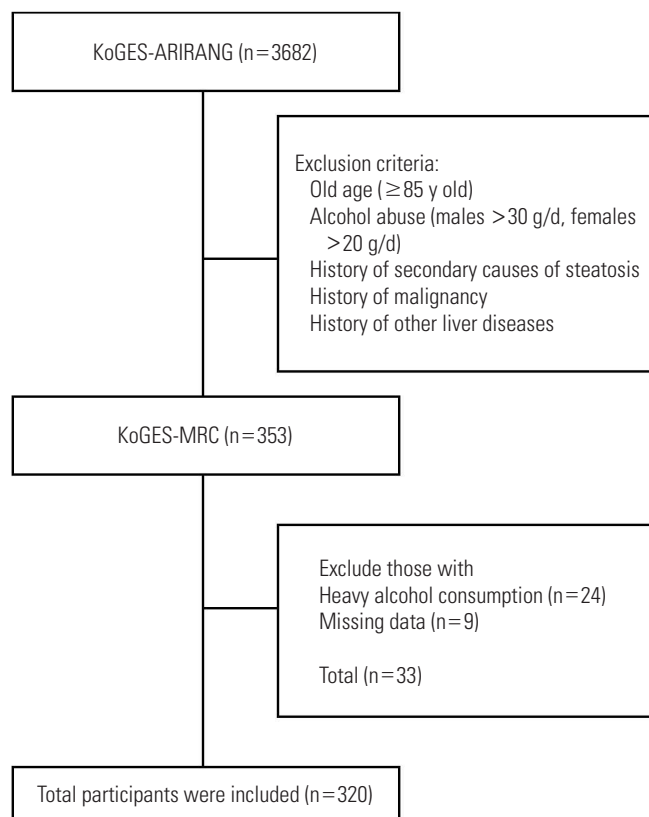 KoGES-ARIRANG (n=3682)
Exclusion criteria:
Old age (≥85 y old)
Alcohol abuse (males >30 g/d, females
>20 g/d)
History of secondary causes of steatosis
History of malignancy
History of other liver diseases
KoGES-MRC (n=353)
Exclude those with
Heavy alcohol consumption (n=24)
Missing data (n=9)
Total (n=33)
Total participants were included (n=320)